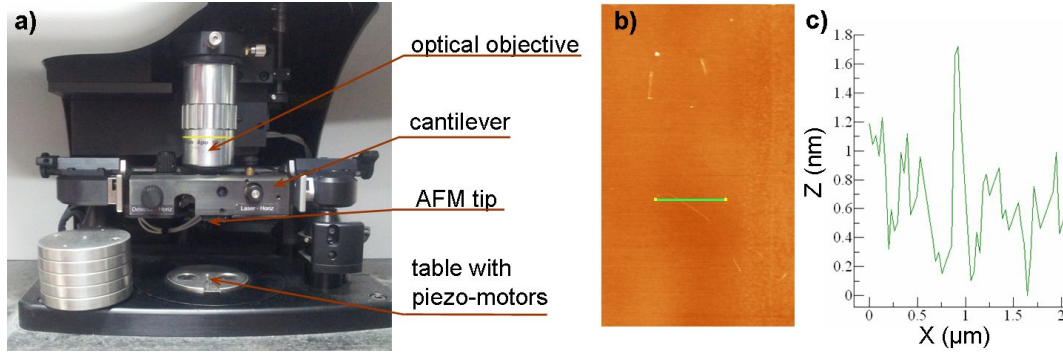 a)
optical objective
cantilever
AFM tip
table with
piezo-motors
Laser - Horiz
b)
c)
Z (nm)
1.8
1.6
1.4
1.2
1
0.8
0.6
0.4
0.2
0
0
0.5
1
1.5
2
X (μm)